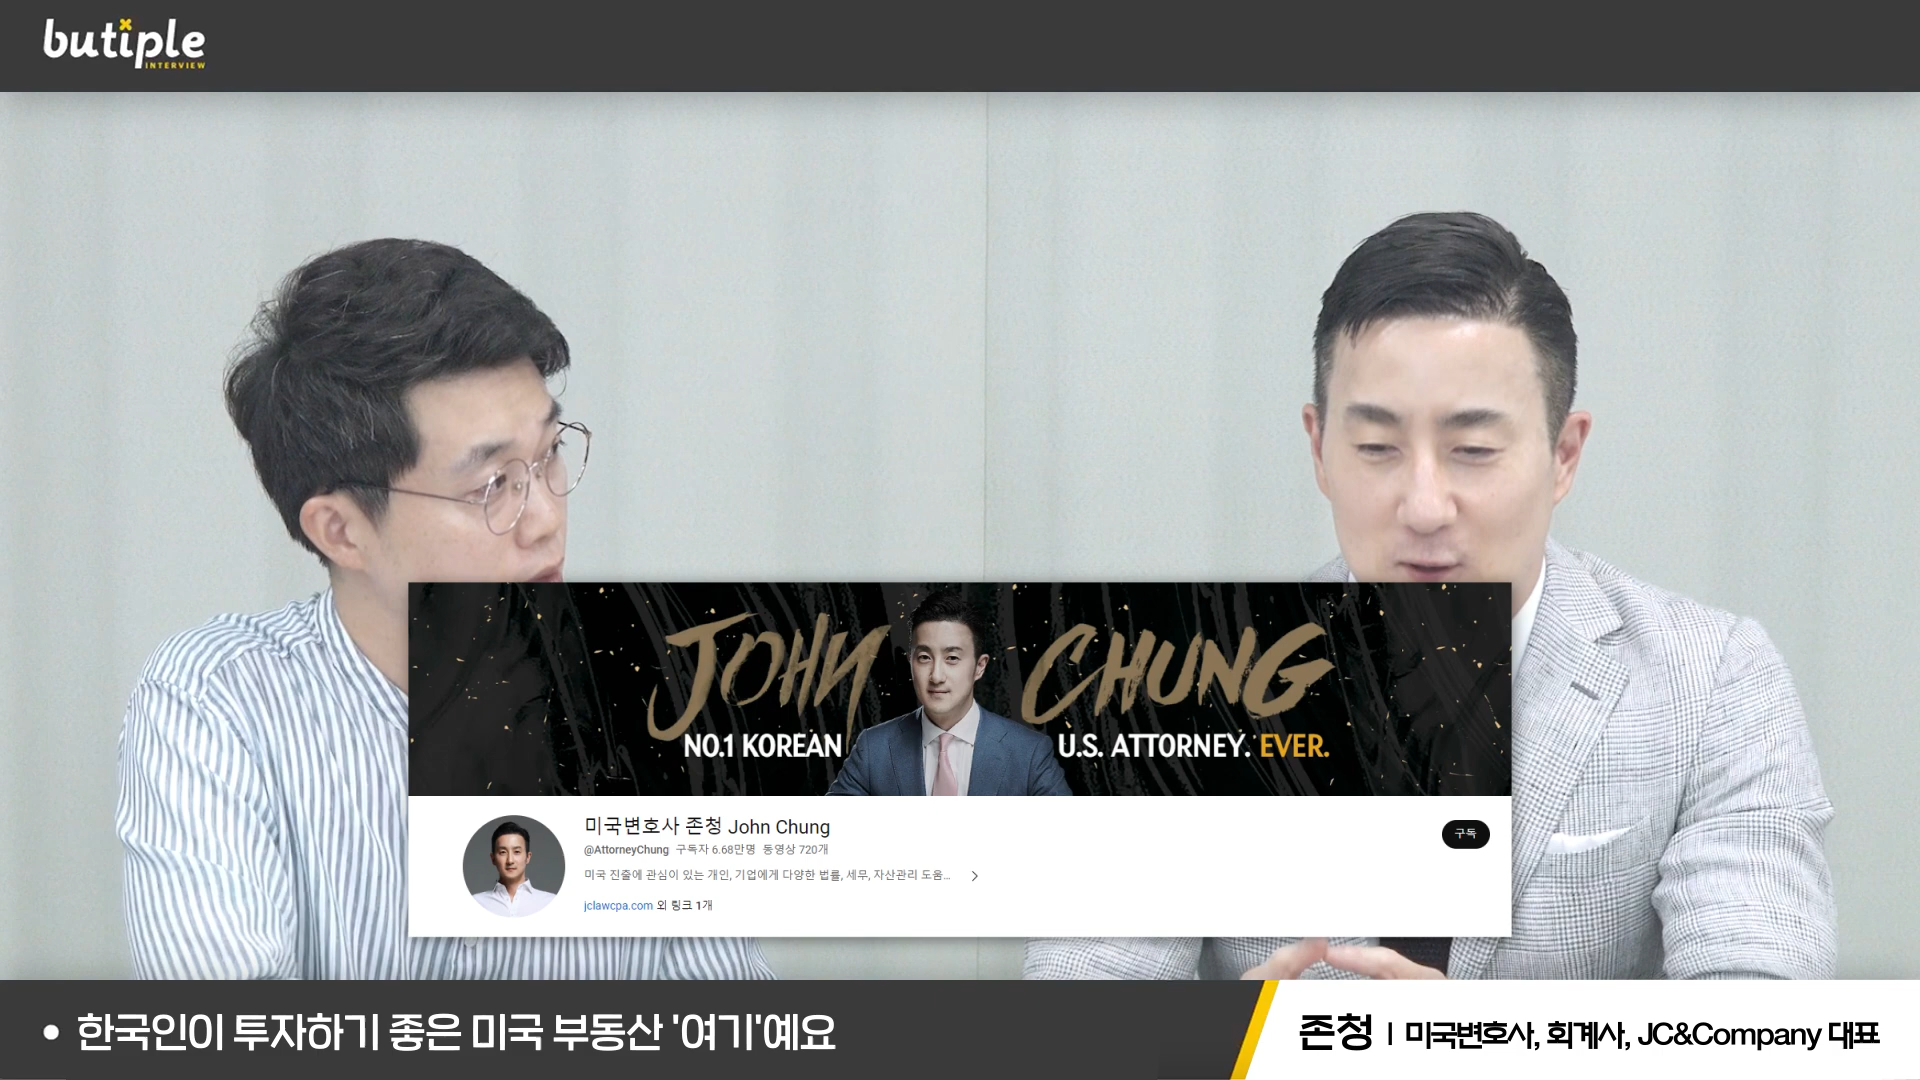 butiple
INTERVIEW
JOHN CHUNG
NO.1 KOREAN U.S. ATTORNEY. EVER.
미국변호사 존청 John Chung
@AttorneyChung 구독자 6.68만명 동영상 720개
구독
미국 진출에 관심이 있는 개인, 기업에게 다양한 법률, 세무, 자산관리 도움...
jclawcpa.com 외 링크 1개
• 한국인이 투자하기 좋은 미국 부동산 '여기'예요
존청 | 미국변호사, 회계사, JC&Company 대표